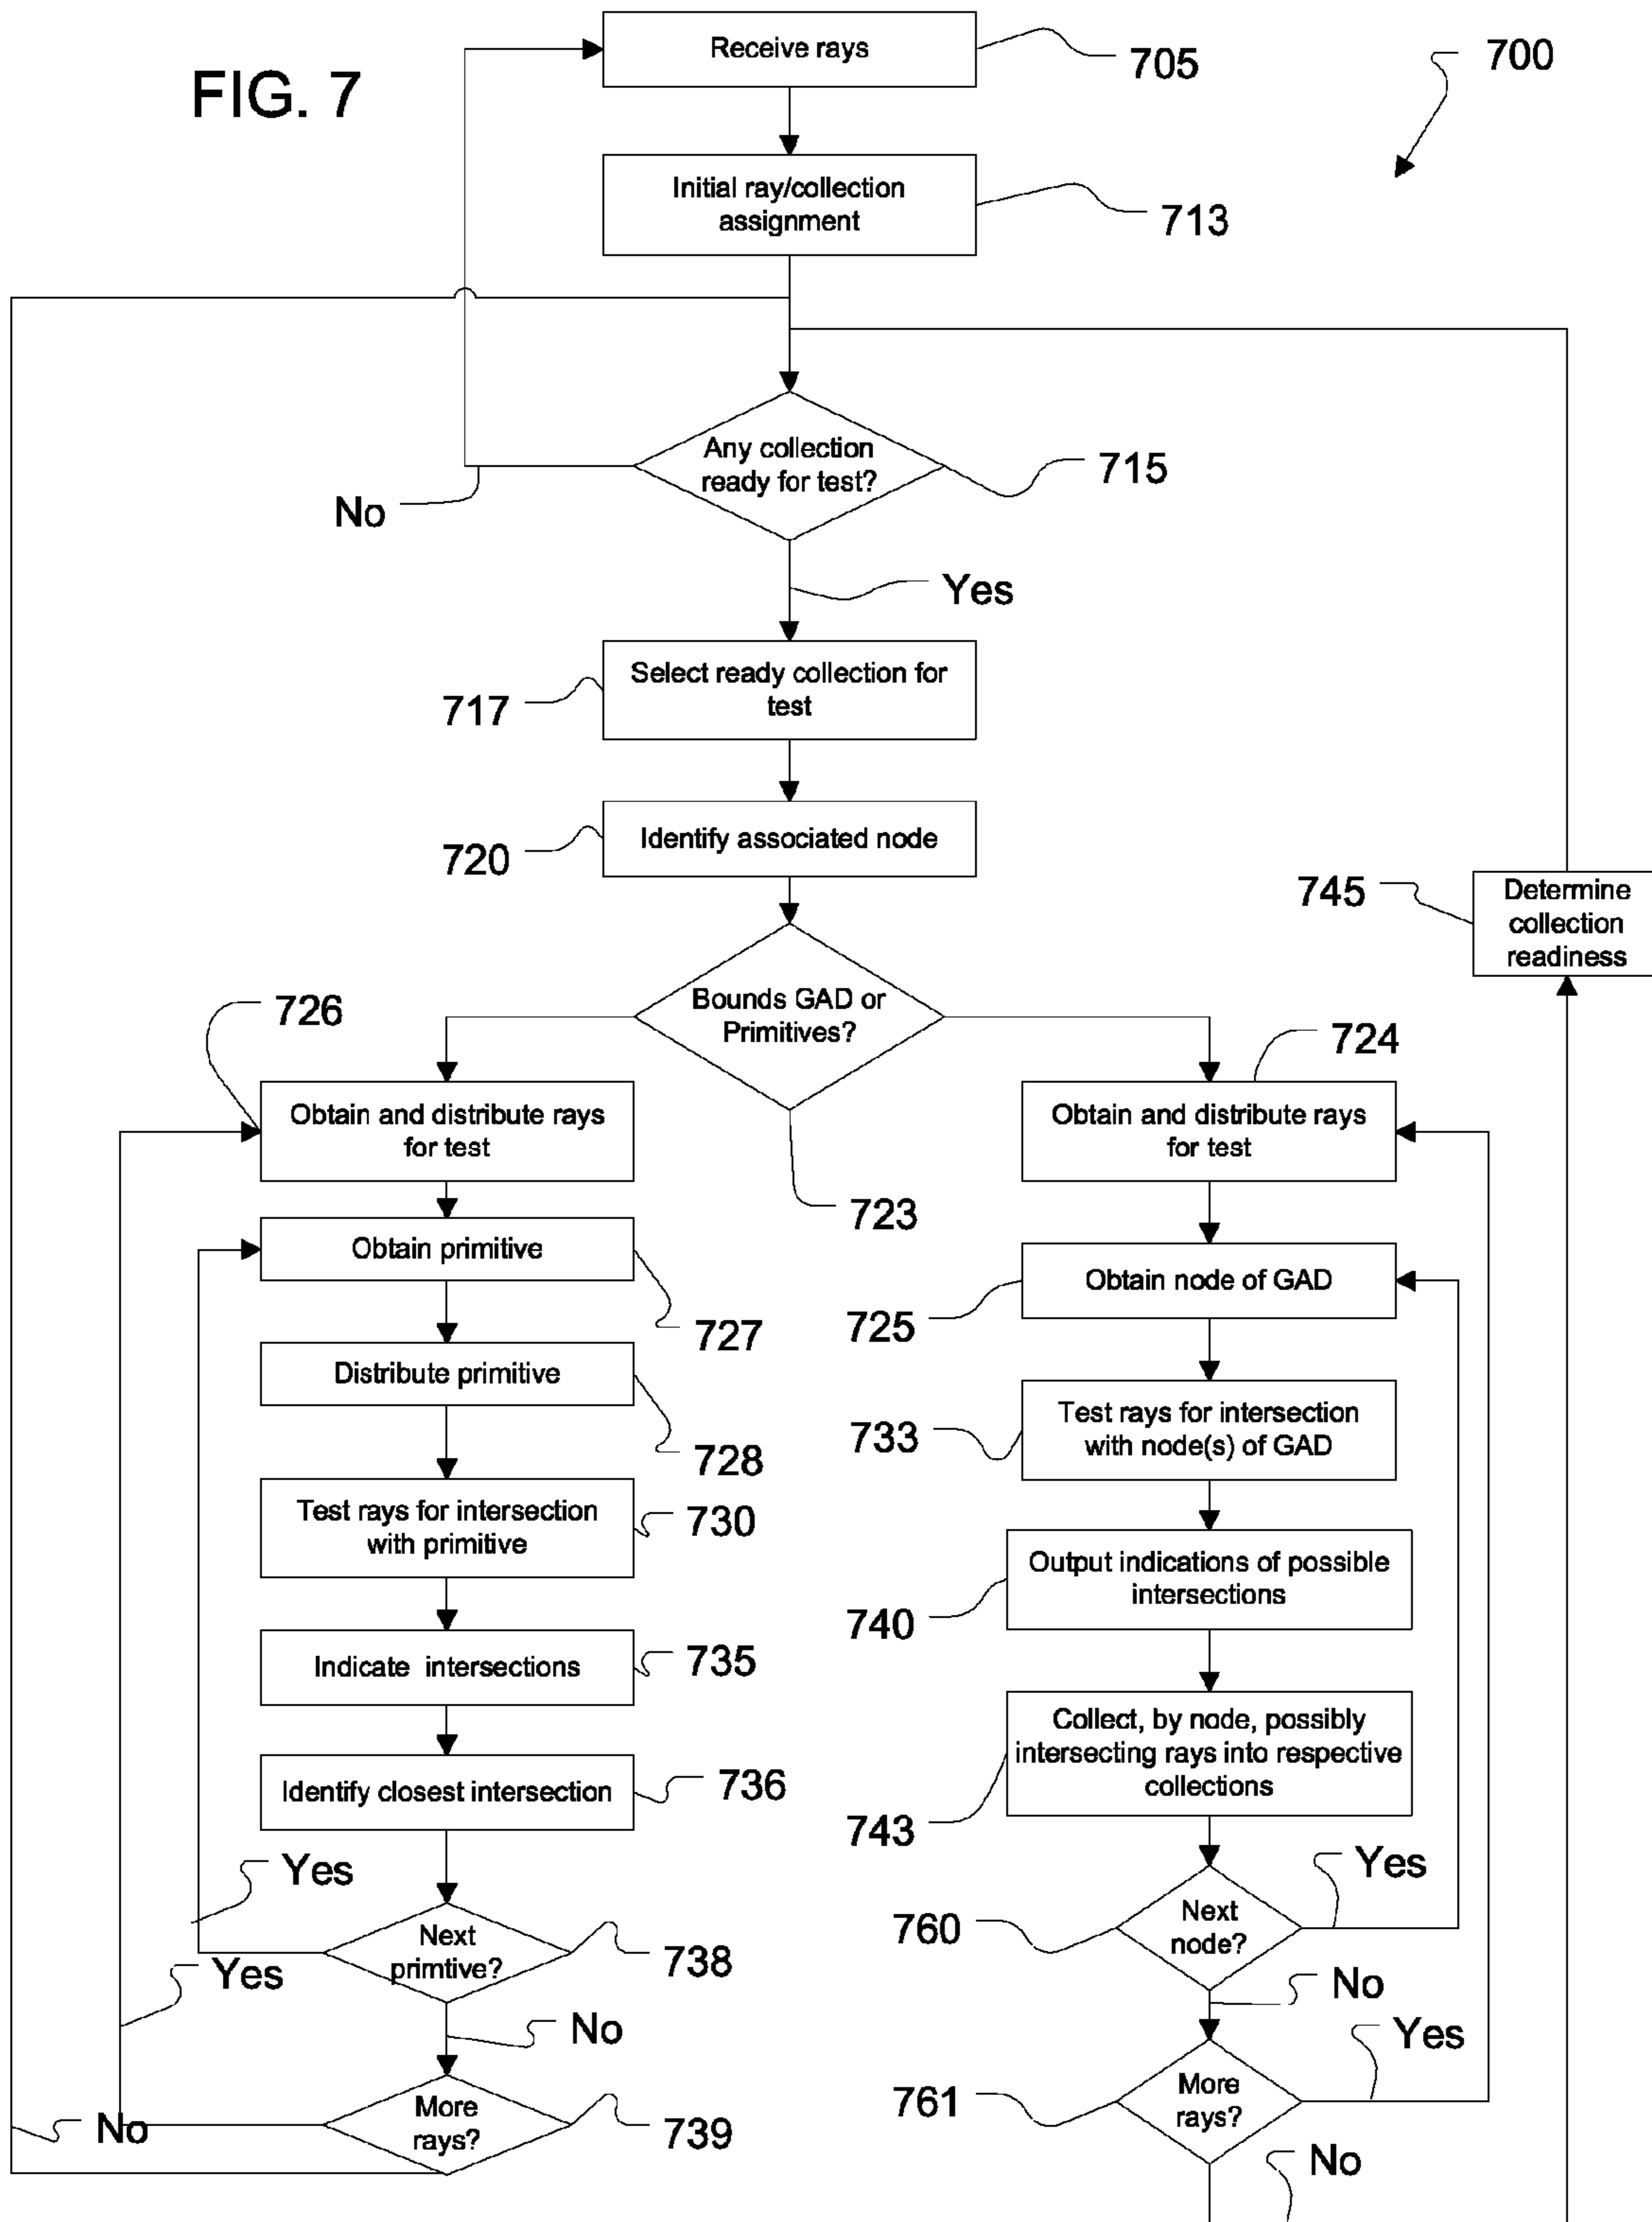 FIG. 7
Receive rays
705
700
Initial ray/collection
assignment
713
Any collection
ready for test?
715
No
Yes
Select ready collection for
test
717
Identify associated node
720
745
Determine
collection
readiness
Bounds GAD or
Primitives?
723
726
724
Obtain and distribute rays
for test
Obtain and distribute rays
for test
Obtain primitive
727
Obtain node of GAD
725
Distribute primitive
728
Test rays for intersection
with node(s) of GAD
733
Test rays for intersection
with primitive
730
Output indications of possible
intersections
740
Indicate intersections
735
Collect, by node, possibly
intersecting rays into respective
collections
743
Identify closest intersection
736
Yes
Next
primtive?
738
Yes
No
Next
node?
760
Yes
No
More
rays?
739
No
More
rays?
761
Yes
No